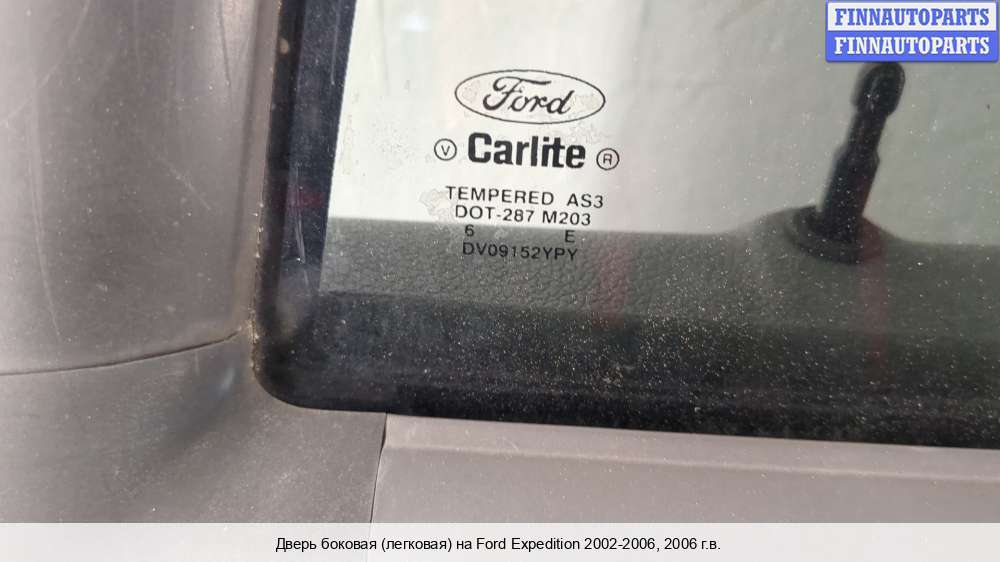 FINNAUTOPARTS
FINNAUTOPARTS
Ford
V Carlite R
TEMPERED AS3
DOT-287 M203
6 E
DV09152YPY
Дверь боковая (легковая) на Ford Expedition 2002-2006, 2006 г.в.